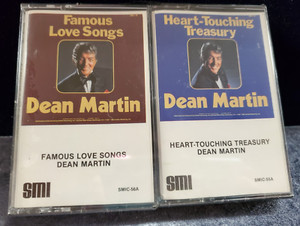 Famous
Love Songs
Dean Martin
FAMOUS LOVE SONGS
DEAN MARTIN
SMI
SMIC-56A
Heart-Touching
Treasury
Dean Martin
HEART-TOUCHING TREASURY
DEAN MARTIN
SMI
SMIC-56A